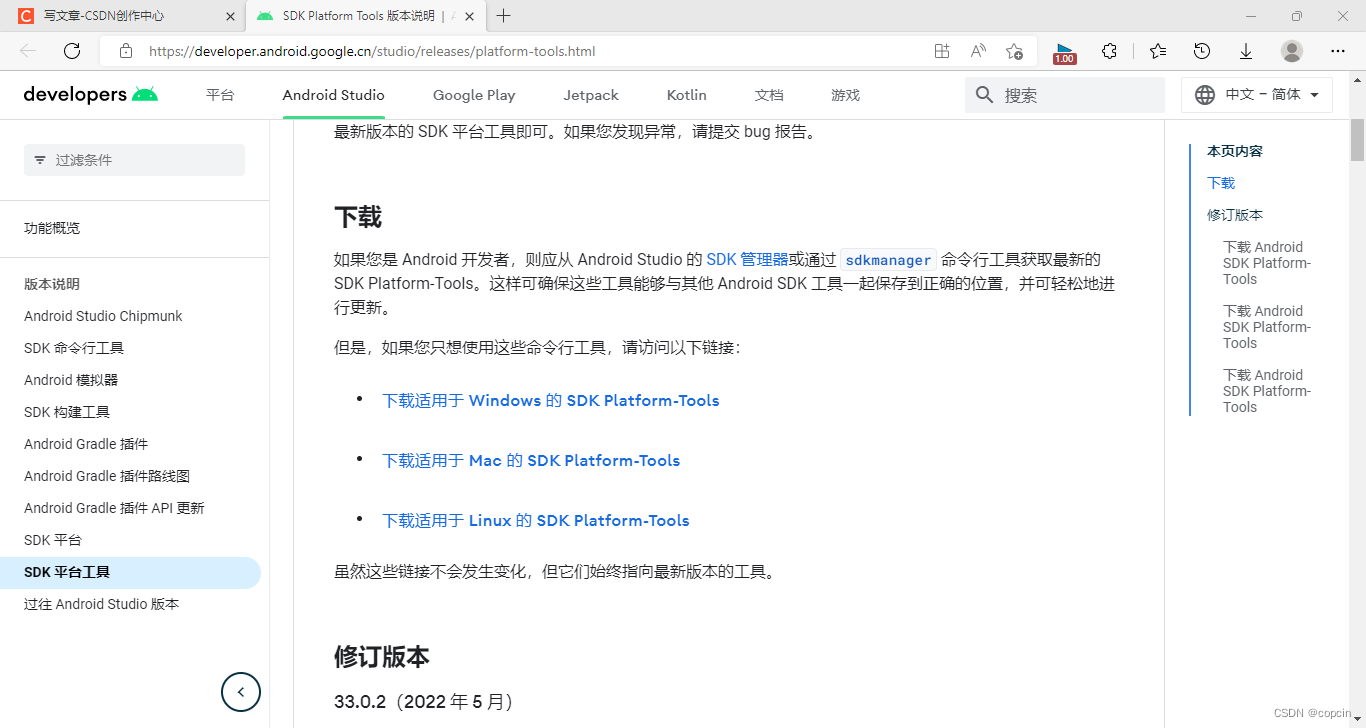 写文章-CSDN创作中心
SDK Platform Tools 版本说明 |
https://developer.android.google.cn/studio/releases/platform-tools.html
1.00
developers
平台
Android Studio
Google Play
Jetpack
Kotlin
文档
游戏
搜索
中文 – 简体
过滤条件
功能概览
版本说明
Android Studio Chipmunk
SDK 命令行工具
Android 模拟器
SDK 构建工具
Android Gradle 插件
Android Gradle 插件路线图
Android Gradle 插件 API 更新
SDK 平台
SDK 平台工具
过往 Android Studio 版本
最新版本的 SDK 平台工具即可。如果您发现异常，请提交 bug 报告。
下载
如果您是 Android 开发者，则应从 Android Studio 的 SDK 管理器或通过 sdkmanager 命令行工具获取最新的
SDK Platform-Tools。这样可确保这些工具能够与其他 Android SDK 工具一起保存到正确的位置，并可轻松地进
行更新。
但是，如果您只想使用这些命令行工具，请访问以下链接：
• 下载适用于 Windows 的 SDK Platform-Tools
• 下载适用于 Mac 的 SDK Platform-Tools
• 下载适用于 Linux 的 SDK Platform-Tools
虽然这些链接不会发生变化，但它们始终指向最新版本的工具。
修订版本
33.0.2（2022 年 5 月）
本页内容
下载
修订版本
下载 Android
SDK Platform-
Tools
下载 Android
SDK Platform-
Tools
下载 Android
SDK Platform-
Tools
CSDN @copcin